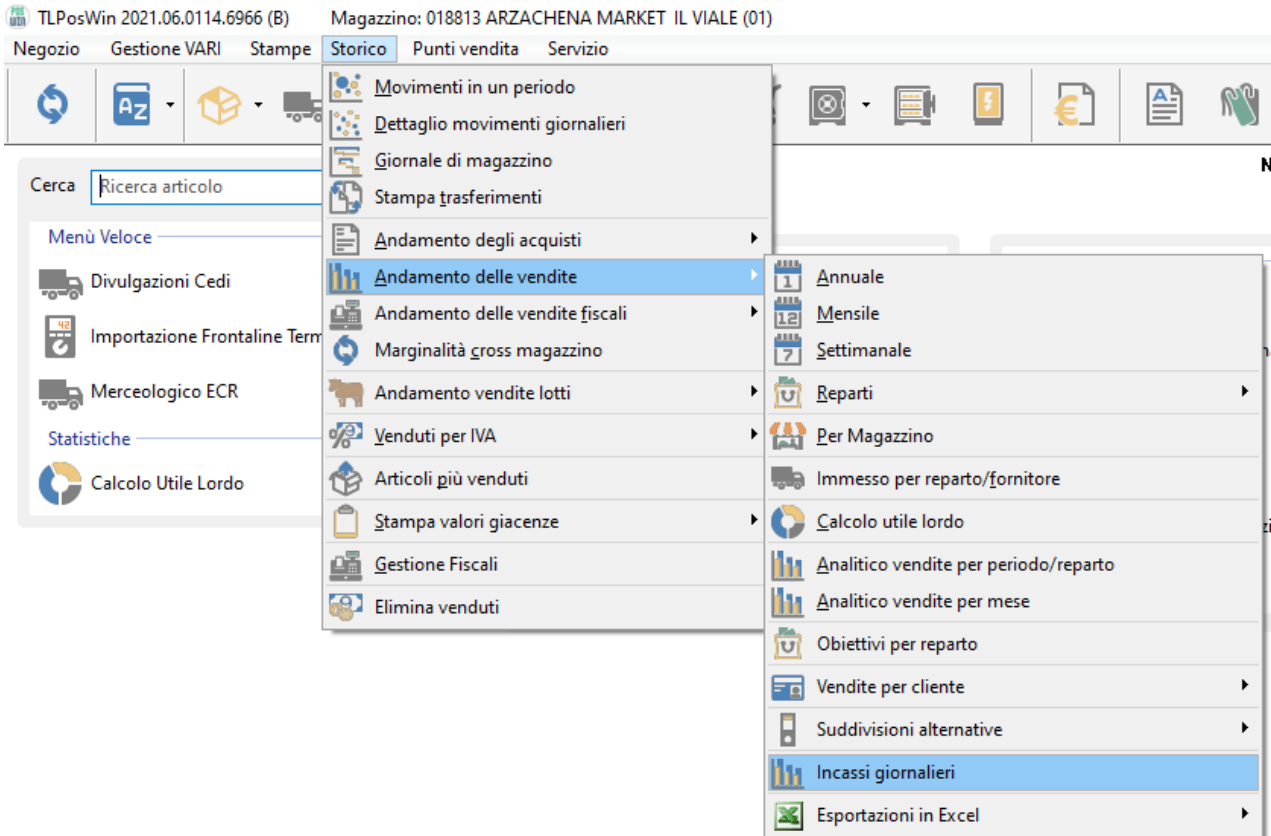 TLPosWin 2021.06.0114.6966 (B) Magazzino: 018813 ARZACHENA MARKET IL VIALE (01)
Negozio Gestione VARI Stampe Storico Punti vendita Servizio
Cerca Ricerca articolo
Menù Veloce
Divulgazioni Cedi
Importazione Frontaline Term
Merceologico ECR
Statistiche
Calcolo Utile Lordo
Movimenti in un periodo
Dettaglio movimenti giornalieri
Giornale di magazzino
Stampa trasferimenti
Andamento degli acquisti
Andamento delle vendite
Andamento delle vendite fiscali
Marginalità cross magazzino
Andamento vendite lotti
Venduti per IVA
Articoli più venduti
Stampa valori giacenze
Gestione Fiscali
Elimina venduti
Annuale
Mensile
Settimanale
Reparti
Per Magazzino
Immesso per reparto/fornitore
Calcolo utile lordo
Analitico vendite per periodo/reparto
Analitico vendite per mese
Obiettivi per reparto
Vendite per cliente
Suddivisioni alternative
Incassi giornalieri
Esportazioni in Excel